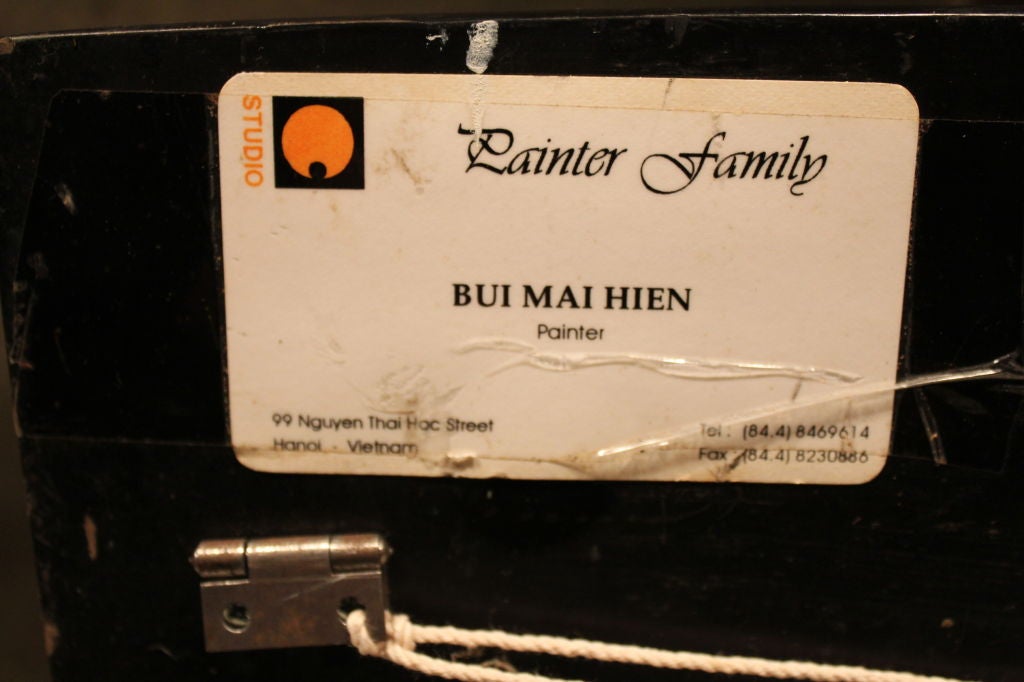 STUDIO
Painter Family
BUI MAI HIEN
Painter
99 Nguyen Thai Hoc Street
Hanoi - Vietnam
Tel : (84.4) 8469614
Fax : (84.4) 8230886